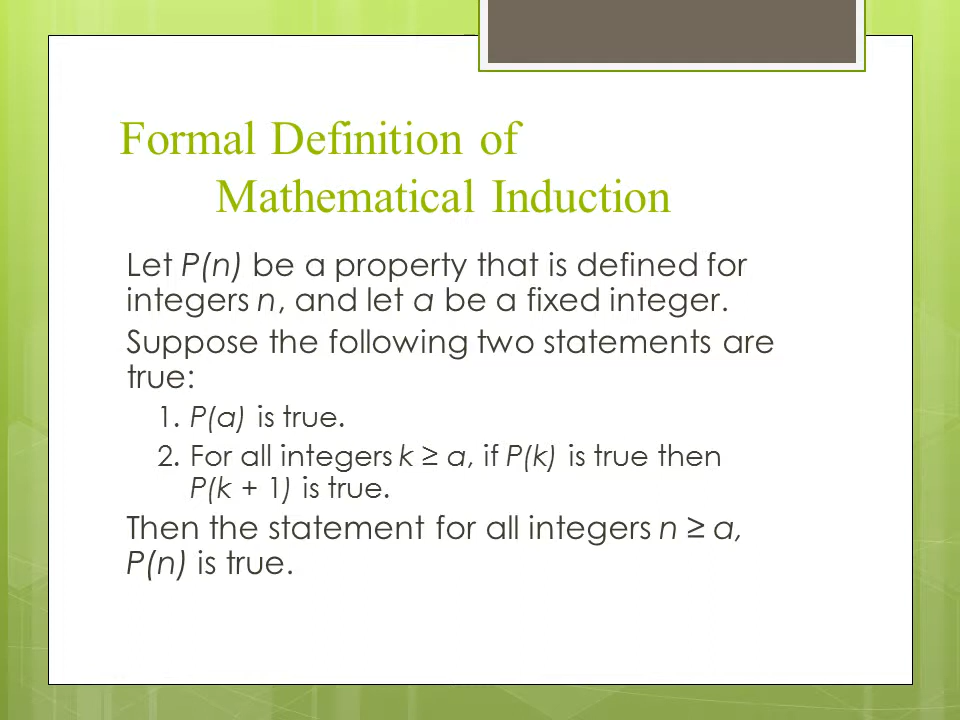 Formal Definition of
Mathematical Induction
Let P(n) be a property that is defined for
integers n, and let a be a fixed integer.
Suppose the following two statements are
true:
1. P(a) is true.
2. For all integers k ≥ a, if P(k) is true then
P(k + 1) is true.
Then the statement for all integers n ≥ a,
P(n) is true.